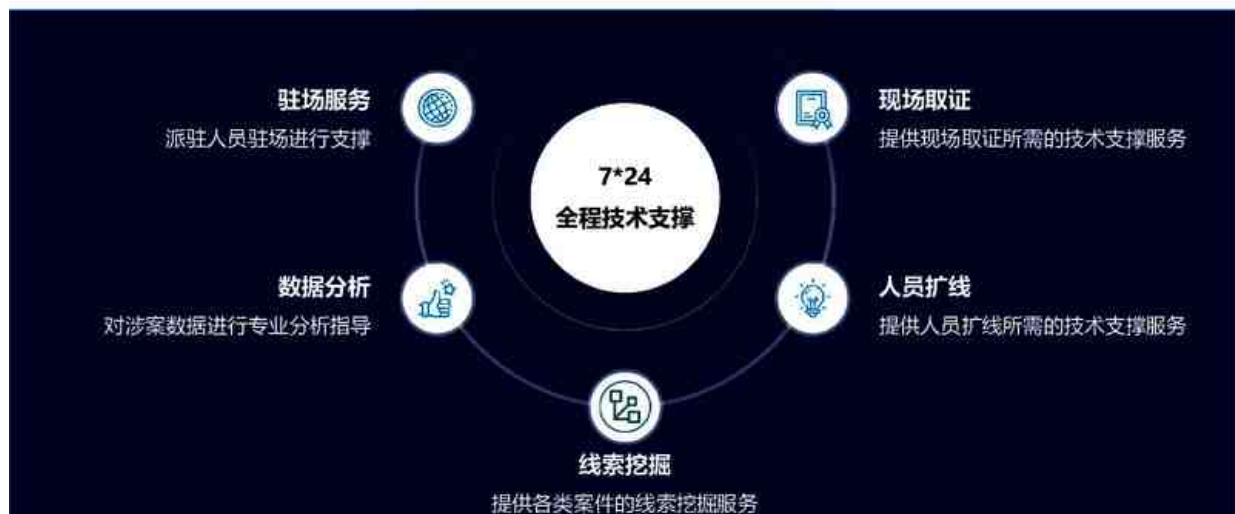 驻场服务
派驻人员驻场进行支撑
现场取证
提供现场取证所需的技术支撑服务
7*24
全程技术支撑
数据分析
对涉案数据进行专业分析指导
人员扩线
提供人员扩线所需的技术支撑服务
线索挖掘
提供各类案件的线索挖掘服务